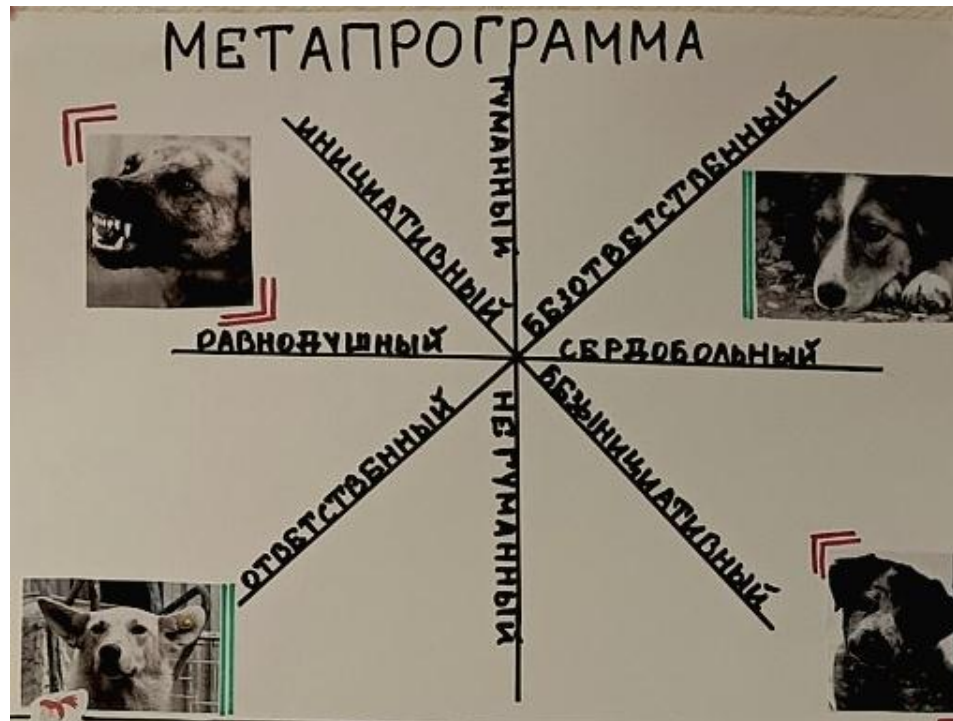 МЕТАПРОГРАММА
ГУМАННЫЙ
ИНИЦИАТИВНЫЙ
БЕЗОТВЕТСТВЕННЫЙ
РАВНОДУШНЫЙ
СЕРДОБОЛЬНЫЙ
ОТВЕТСТВЕННЫЙ
НЕГУМАННЫЙ
БЕЗЫНИЦИАТИВНЫЙ